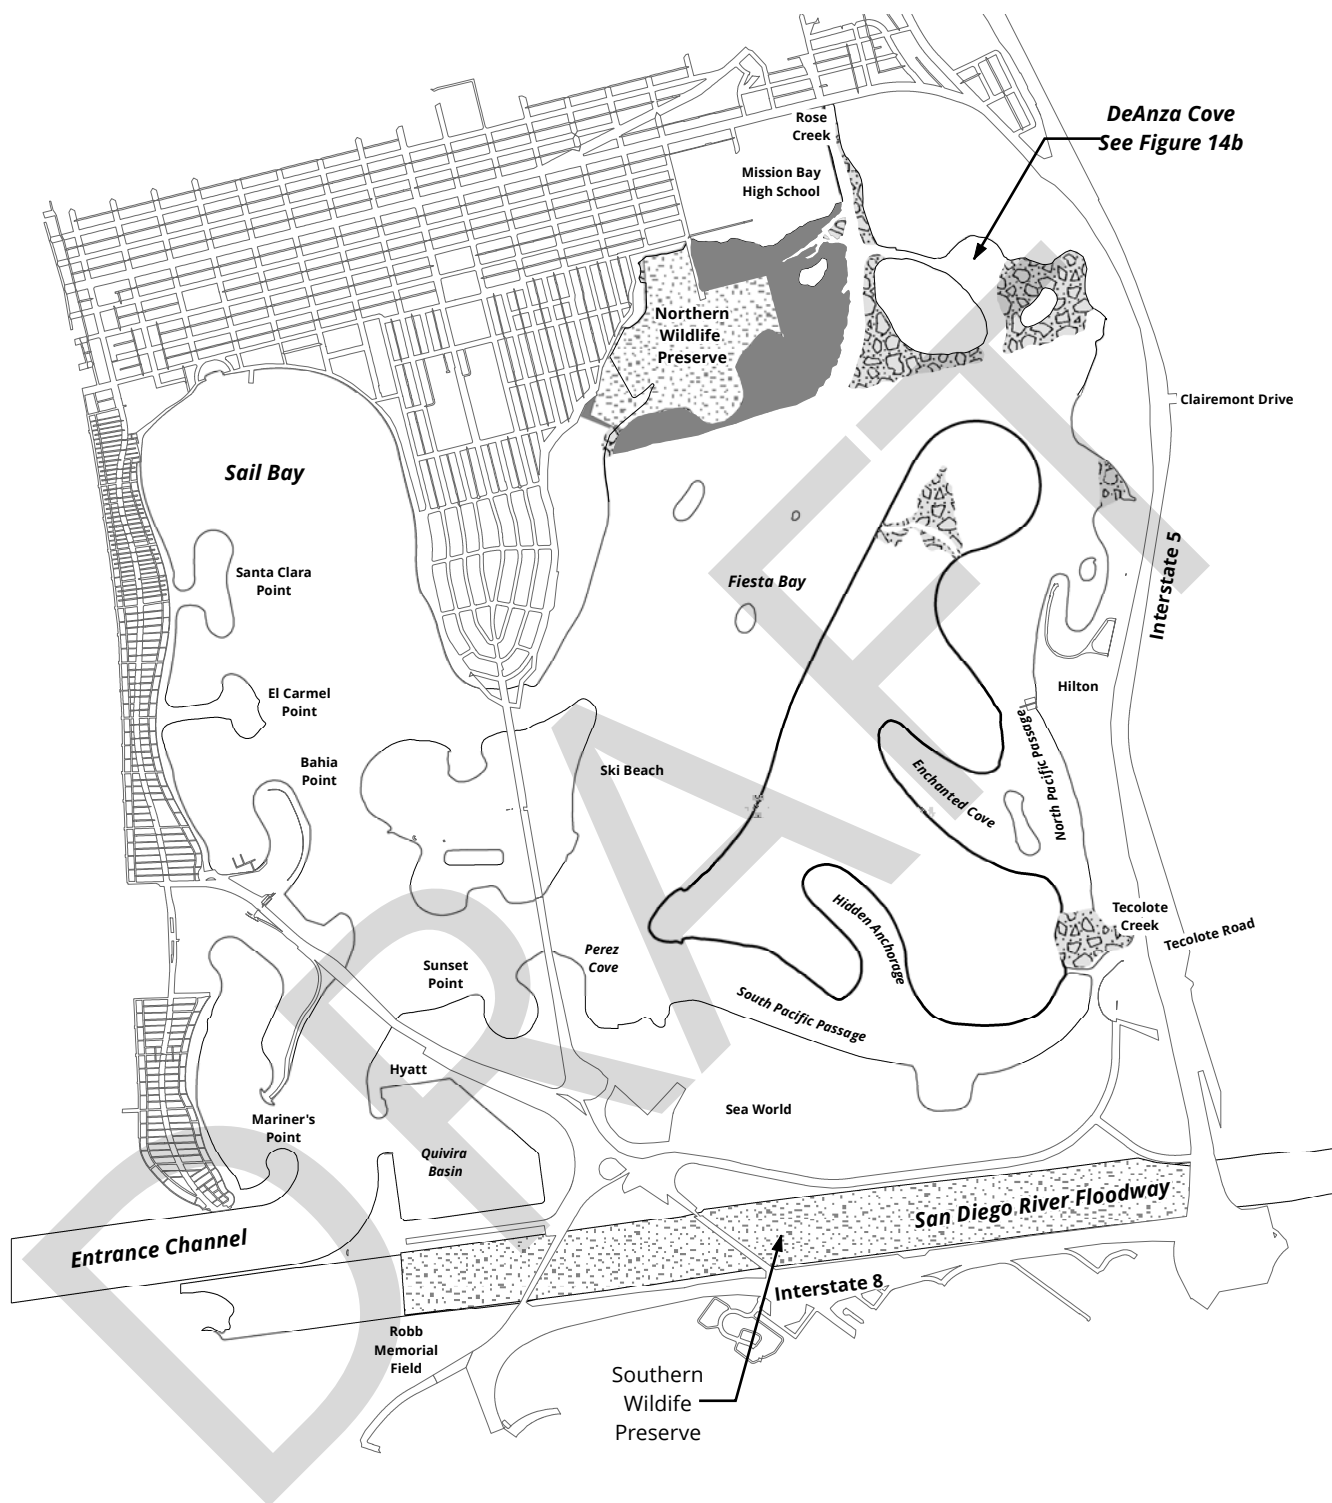 DeAnza Cove
See Figure 14b
Rose
Creek
Mission Bay
High School
Northern
Wildlife
Preserve
Clairemont Drive
Sail Bay
Santa Clara
Point
Fiesta Bay
Interstate 5
El Carmel
Point
Hilton
Bahia
Point
Ski Beach
North Pacific Passage
Enchanted Cove
Hidden Anchorage
Tecolote
Creek
Tecolote Road
Perez
Cove
Sunset
Point
South Pacific Passage
Hyatt
Sea World
Mariner's
Point
Quivira
Basin
San Diego River Floodway
Entrance Channel
Interstate 8
Robb
Memorial
Field
Southern
Wildife
Preserve
DRAFT